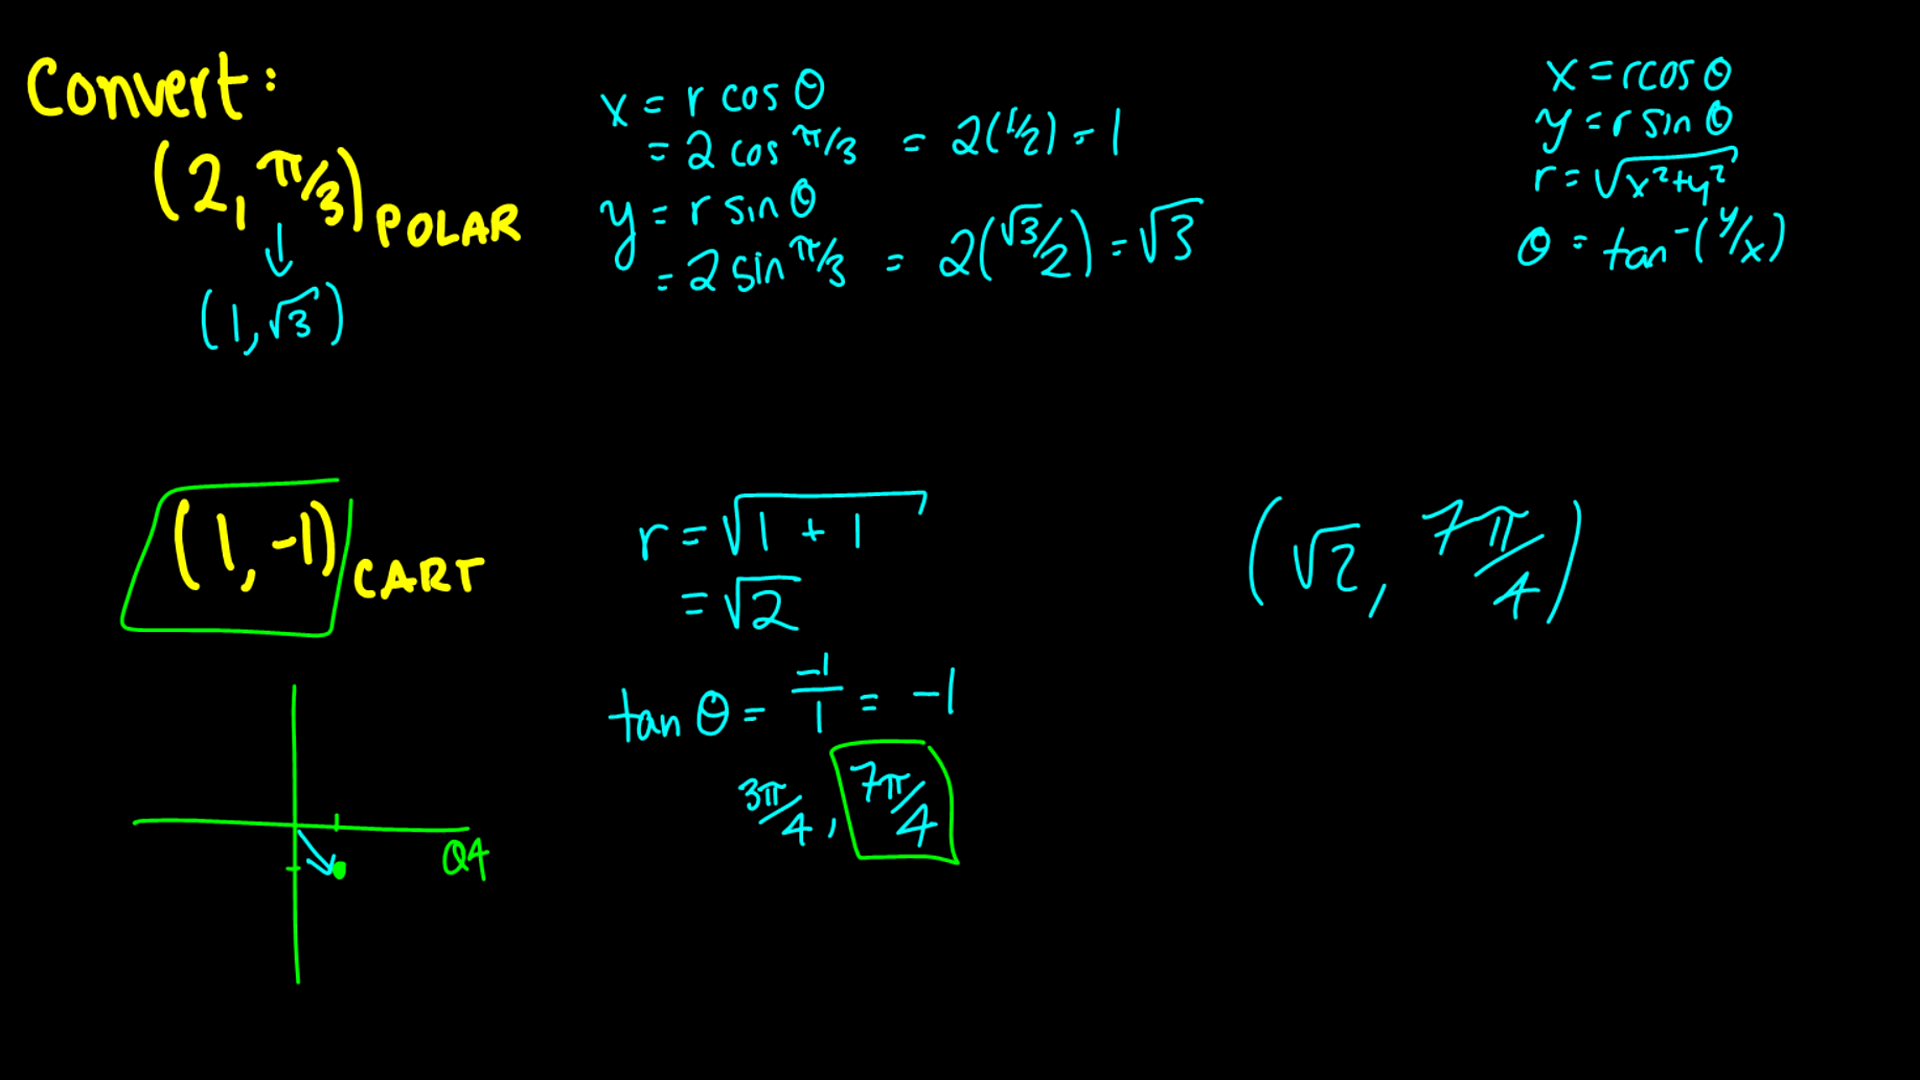 Convert:
(2, π/3) POLAR
↓
(1, √3)
x = r cos θ
= 2 cos π/3 = 2(1/2) = 1
y = r sin θ
= 2 sin π/3 = 2(√3/2) = √3
x = r cos θ
y = r sin θ
r = √x²+y²
θ = tan⁻(y/x)
(1, -1) CART
r = √1 + 1
= √2
tan θ = -1/1 = -1
3π/4, 7π/4
(√2, 7π/4)
Q4